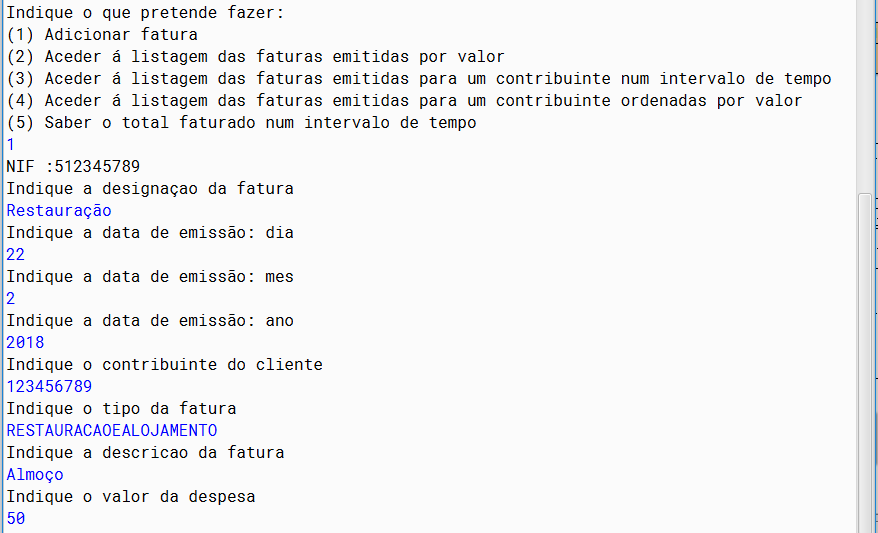 Indique o que pretende fazer:
(1) Adicionar fatura
(2) Aceder á listagem das faturas emitidas por valor
(3) Aceder á listagem das faturas emitidas para um contribuinte num intervalo de tempo
(4) Aceder á listagem das faturas emitidas para um contribuinte ordenadas por valor
(5) Saber o total faturado num intervalo de tempo
1
NIF :512345789
Indique a designaçao da fatura
Restauração
Indique a data de emissão: dia
22
Indique a data de emissão: mes
2
Indique a data de emissão: ano
2018
Indique o contribuinte do cliente
123456789
Indique o tipo da fatura
RESTAURACAOEALOJAMENTO
Indique a descricao da fatura
Almoço
Indique o valor da despesa
50